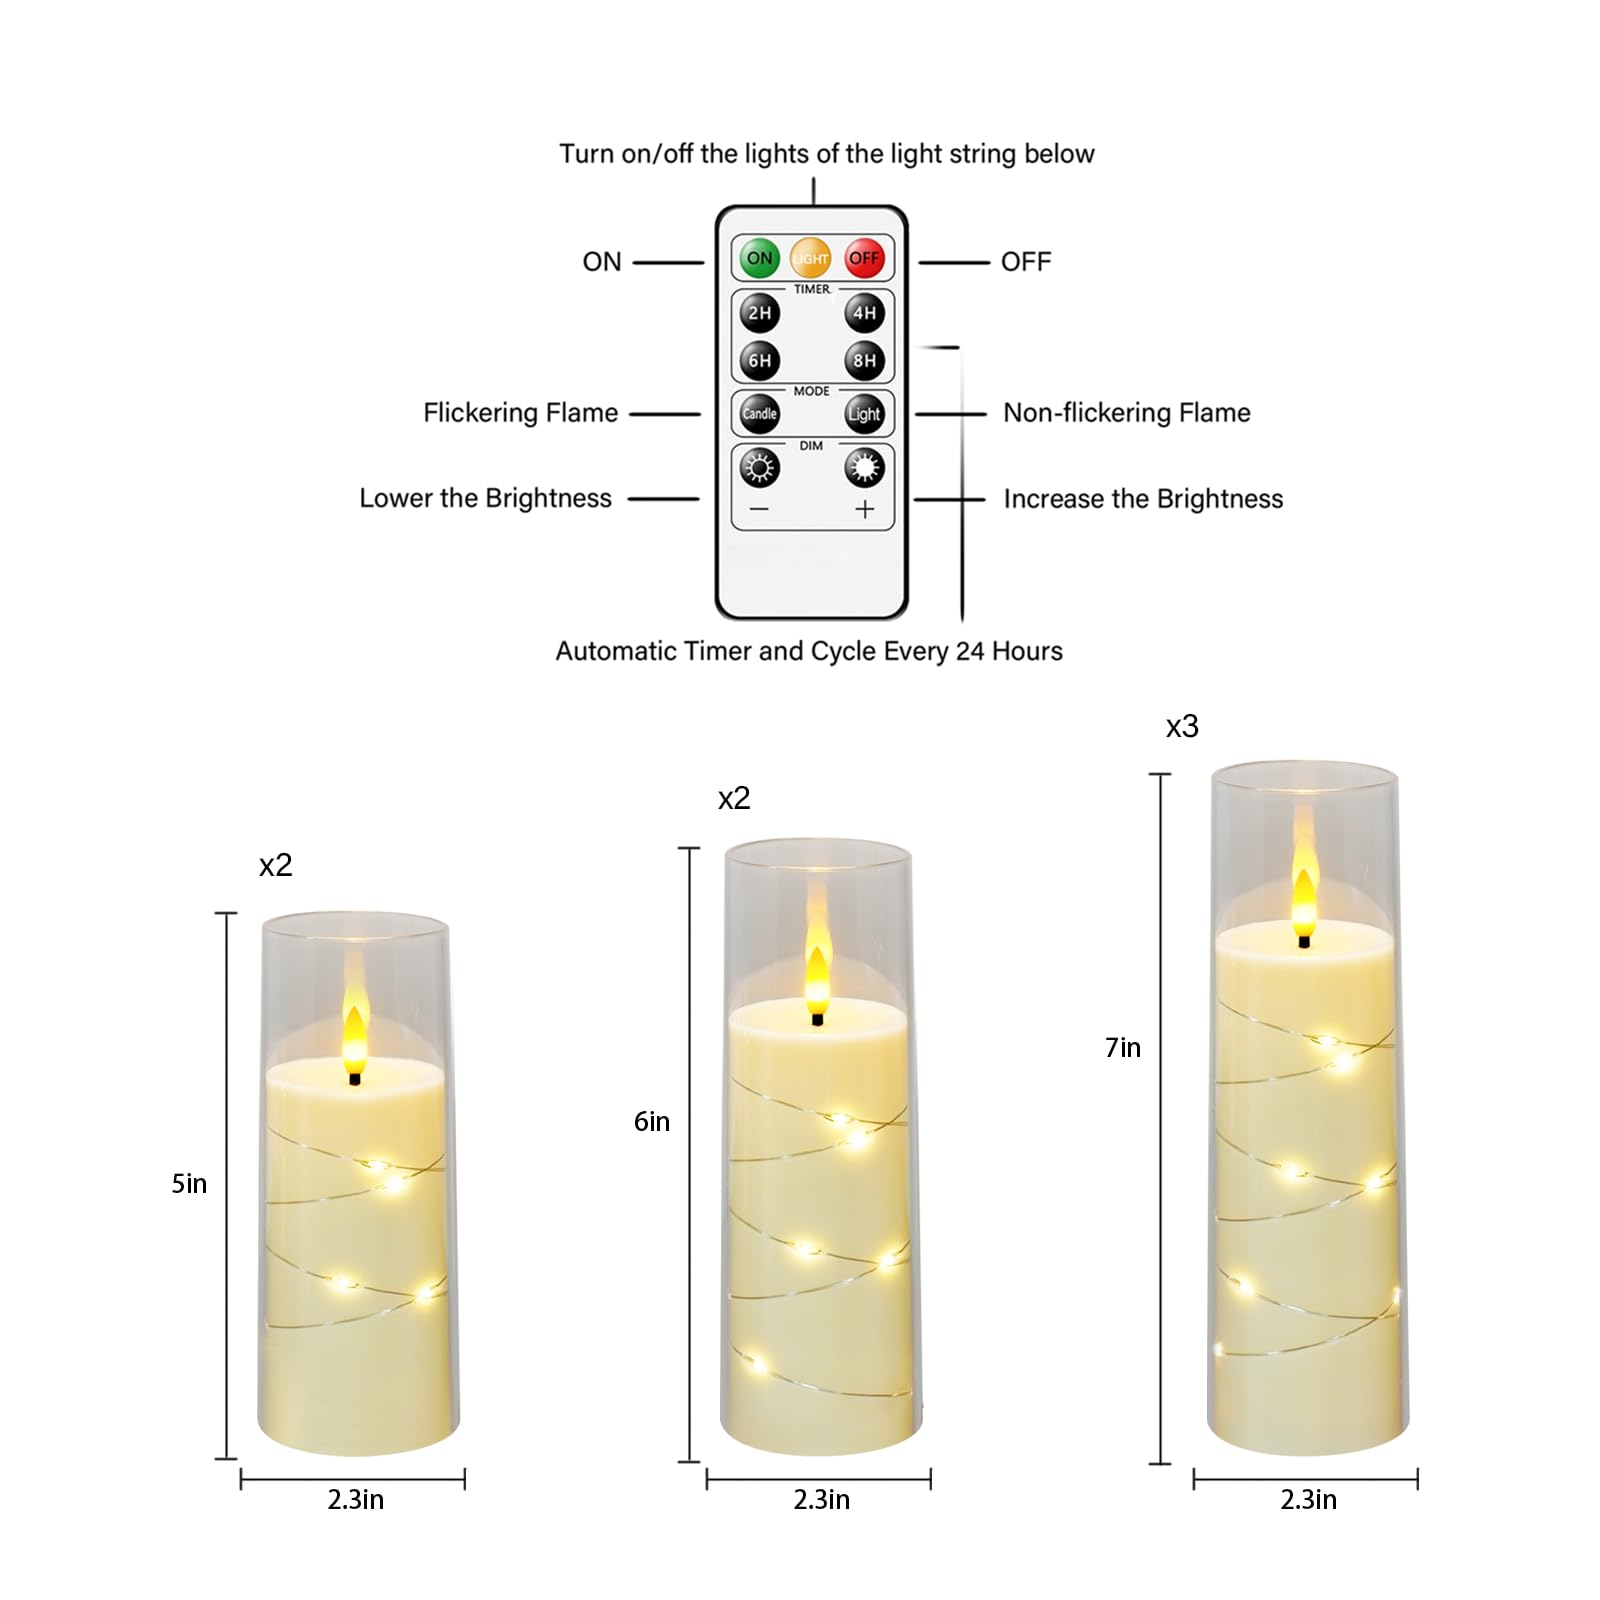 Turn on/off the lights of the light string below
ON
ON LIGHT OFF
OFF
TIMER
2H 4H
6H 8H
MODE
Flickering Flame
Candle Light
Non-flickering Flame
DIM
Lower the Brightness
Increase the Brightness
− +
Automatic Timer and Cycle Every 24 Hours
x2
5in
2.3in
x2
6in
2.3in
x3
7in
2.3in